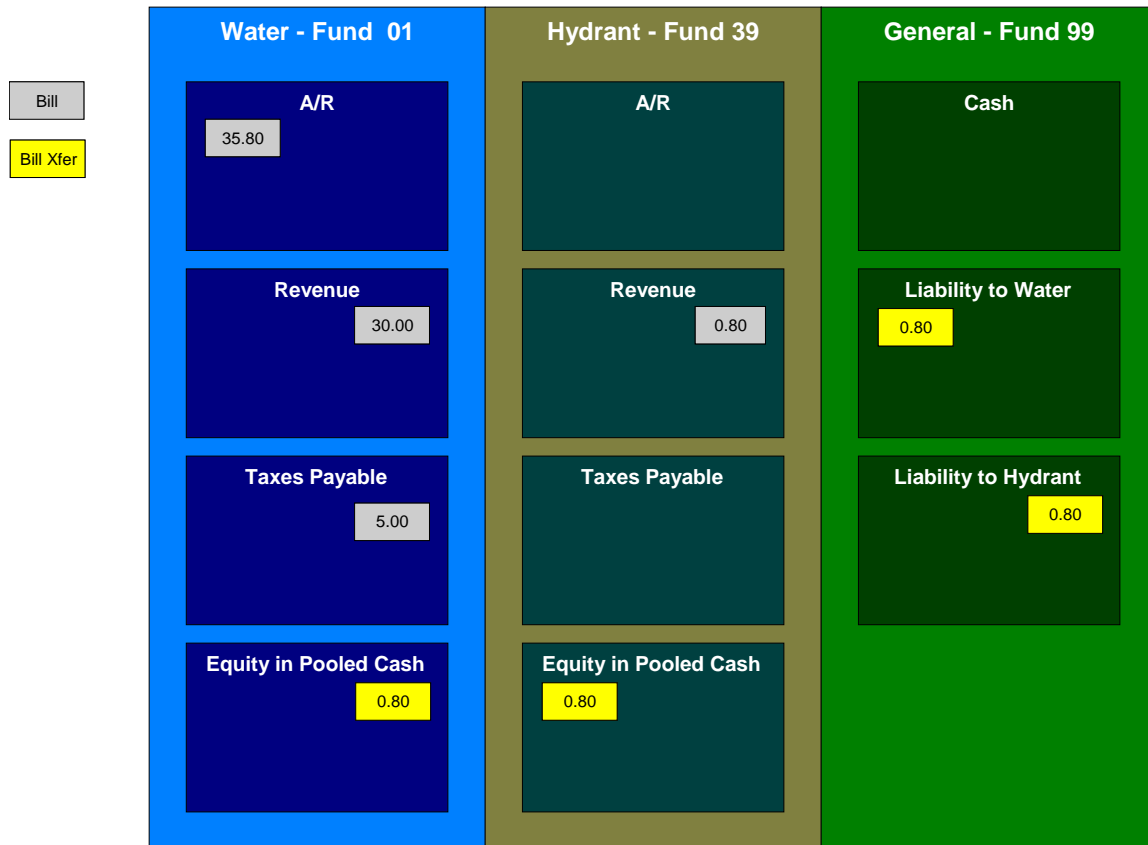 Water - Fund  01
Hydrant - Fund 39
General - Fund 99
Bill
Bill Xfer
A/R
35.80
A/R
Cash
Revenue
30.00
Revenue
0.80
Liability to Water
0.80
Taxes Payable
5.00
Taxes Payable
Liability to Hydrant
0.80
Equity in Pooled Cash
0.80
Equity in Pooled Cash
0.80